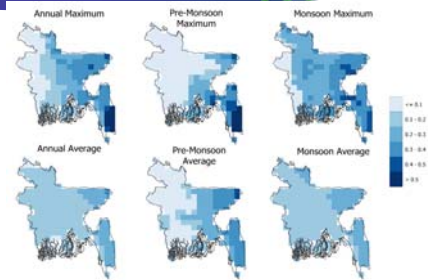 Annual Maximum
Pre-Monsoon
Maximum
Monsoon Maximum
<= 0.1
0.1 - 0.2
0.2 - 0.3
0.3 - 0.4
0.4 - 0.5
> 0.5
Annual Average
Pre-Monsoon
Average
Monsoon Average